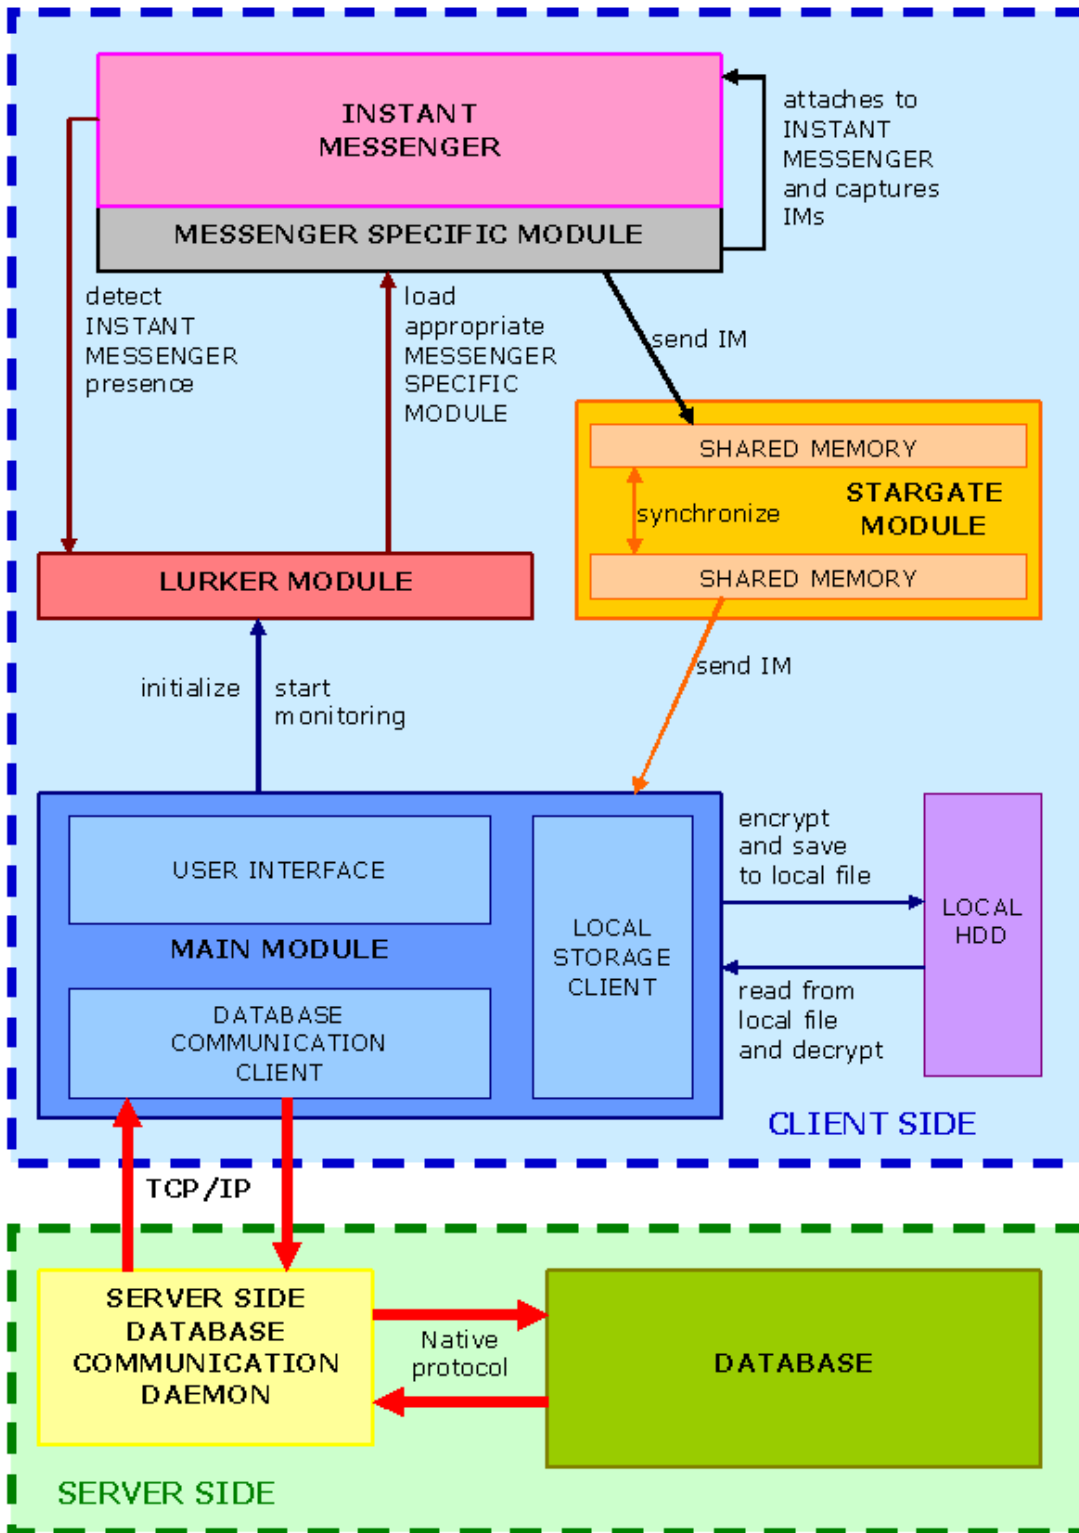 INSTANT
MESSENGER
attaches to
INSTANT
MESSENGER
and captures
IMs
MESSENGER SPECIFIC MODULE
detect
INSTANT
MESSENGER
presence
load
appropriate
MESSENGER
SPECIFIC
MODULE
send IM
SHARED MEMORY
STARGATE
MODULE
synchronize
SHARED MEMORY
LURKER MODULE
send IM
initialize
start
monitoring
USER INTERFACE
MAIN MODULE
DATABASE
COMMUNICATION
CLIENT
LOCAL
STORAGE
CLIENT
encrypt
and save
to local file
LOCAL
HDD
read from
local file
and decrypt
CLIENT SIDE
TCP/IP
SERVER SIDE
DATABASE
COMMUNICATION
DAEMON
Native
protocol
DATABASE
SERVER SIDE